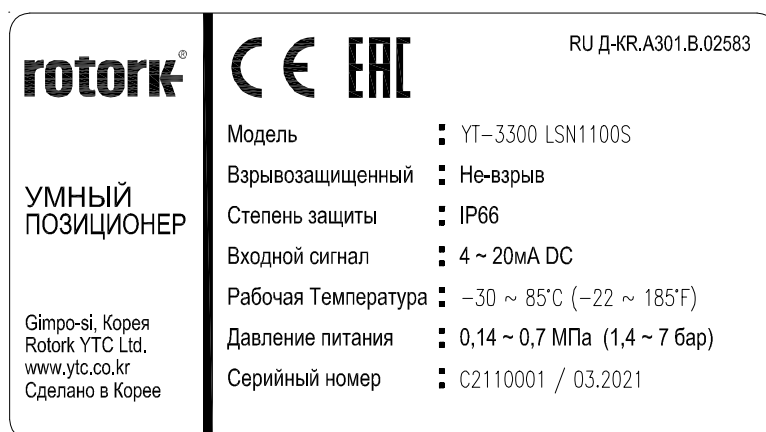 rotork®
УМНЫЙ
ПОЗИЦИОНЕР
Gimpo-si, Корея
Rotork YTC Ltd.
www.ytc.co.kr
Сделано в Корее
CE EAC
RU Д-KR.A301.B.02583
Модель : YT-3300 LSN1100S
Взрывозащищенный : Не-взрыв
Степень защиты : IP66
Входной сигнал : 4 ~ 20мА DC
Рабочая Температура : -30 ~ 85°C (-22 ~ 185°F)
Давление питания : 0,14 ~ 0,7 МПа (1,4 ~ 7 бар)
Серийный номер : C2110001 / 03.2021